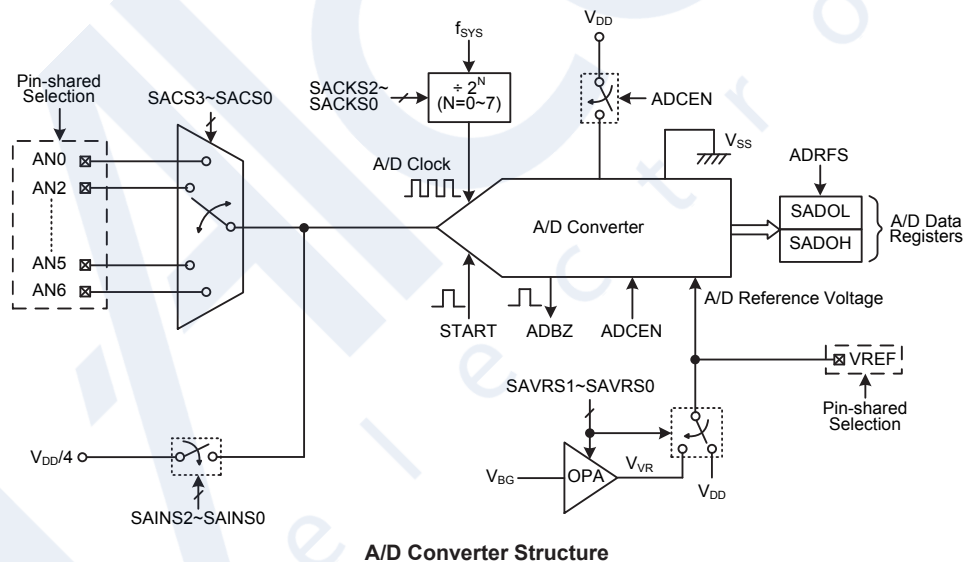 fSYS
VDD
Pin-shared
Selection
SACS3~SACS0
SACKS2~
SACKS0
÷ 2^N
(N=0~7)
ADCEN
VSS
AN0
AN2
AN5
AN6
A/D Clock
A/D Converter
ADRFS
SADOL
SADOH
A/D Data
Registers
START
ADBZ
ADCEN
A/D Reference Voltage
VREF
Pin-shared
Selection
SAVRS1~SAVRS0
VDD/4
SAINS2~SAINS0
VBG
OPA
VVR
VDD
A/D Converter Structure